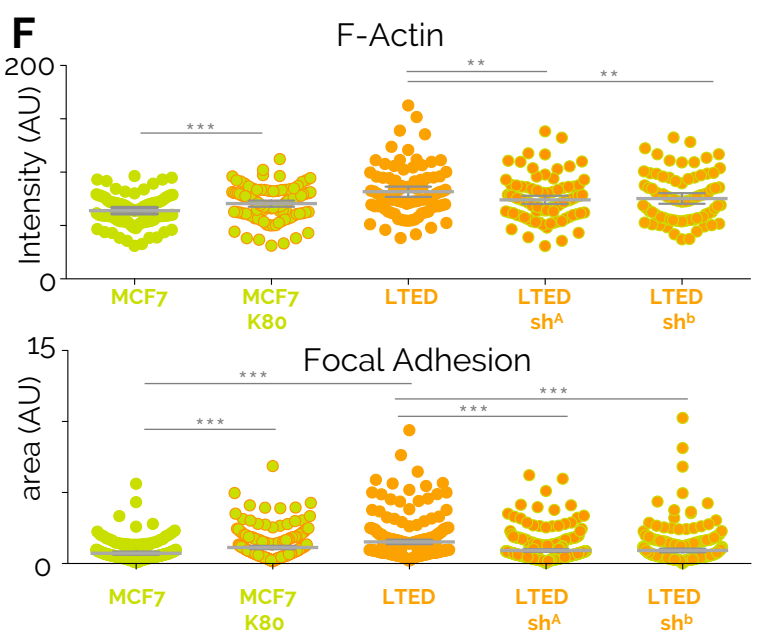 F
F-Actin
200
**
**
***
Intensity (AU)
0
MCF7 MCF7 LTED LTED LTED
K80 shA shb
15
Focal Adhesion
***
***
***
***
area (AU)
0
MCF7 MCF7 LTED LTED LTED
K80 shA shb